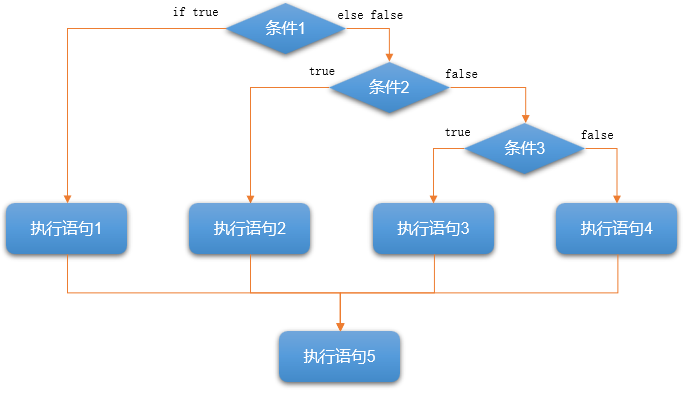 条件1
if true
else false
条件2
true
false
条件3
true
false
执行语句1
执行语句2
执行语句3
执行语句4
执行语句5